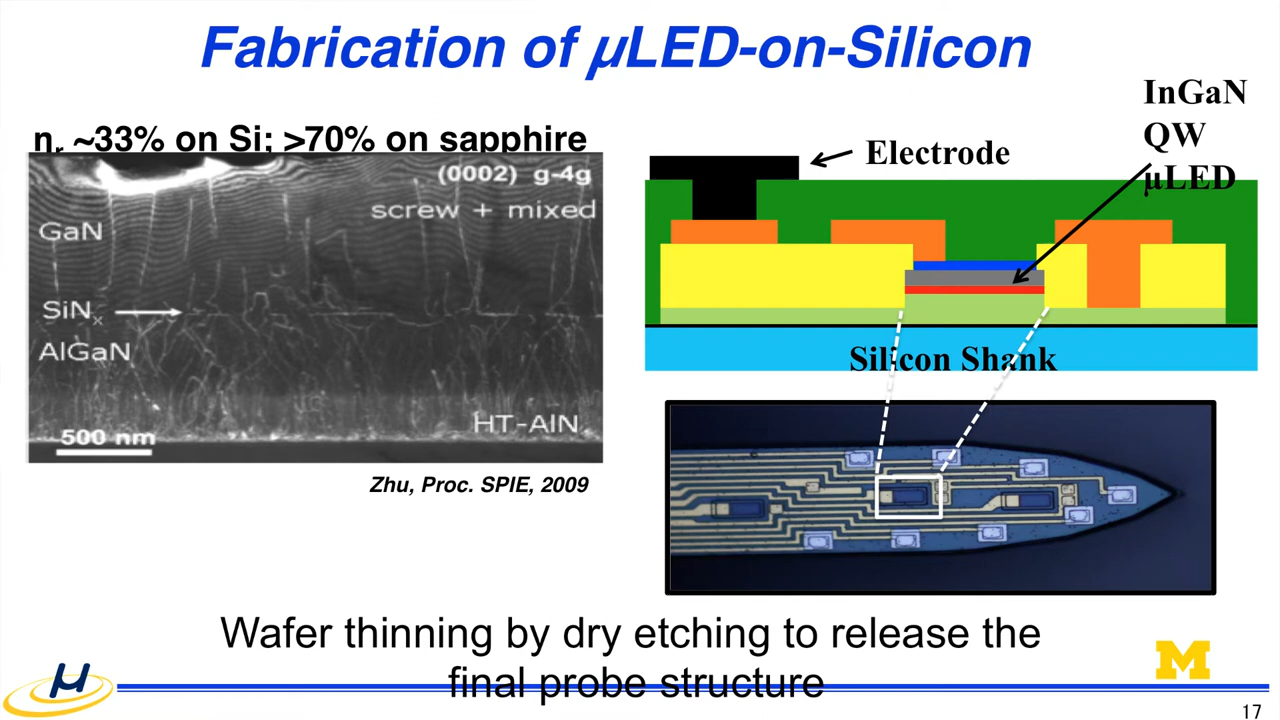 Fabrication of µLED-on-Silicon
InGaN
QW
µLED
n. ~33% on Si; >70% on sapphire
Electrode
(0002) g-4g
screw + mixed
GaN
SiNx
AlGaN
HT-AlN
500 nm
Silicon Shank
Zhu, Proc. SPIE, 2009
Wafer thinning by dry etching to release the
final probe structure
µ
M
17